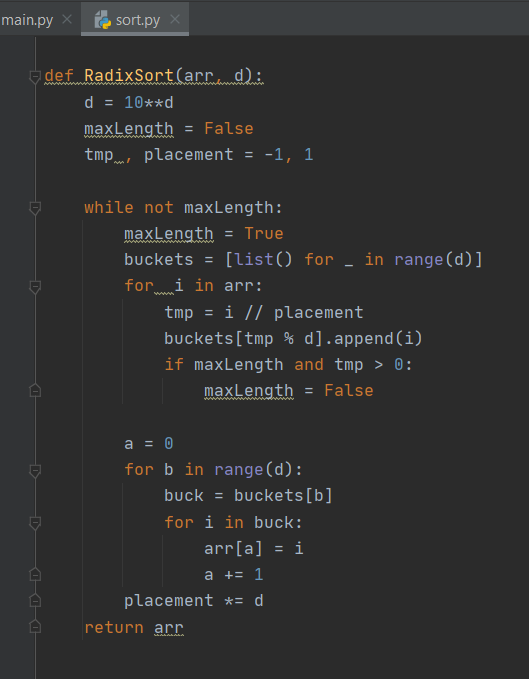 main.py
sort.py
def RadixSort(arr, d):
    d = 10**d
    maxLength = False
    tmp , placement = -1, 1

    while not maxLength:
        maxLength = True
        buckets = [list() for _ in range(d)]
        for  i in arr:
            tmp = i // placement
            buckets[tmp % d].append(i)
            if maxLength and tmp > 0:
                maxLength = False

        a = 0
        for b in range(d):
            buck = buckets[b]
            for i in buck:
                arr[a] = i
                a += 1
        placement *= d
    return arr